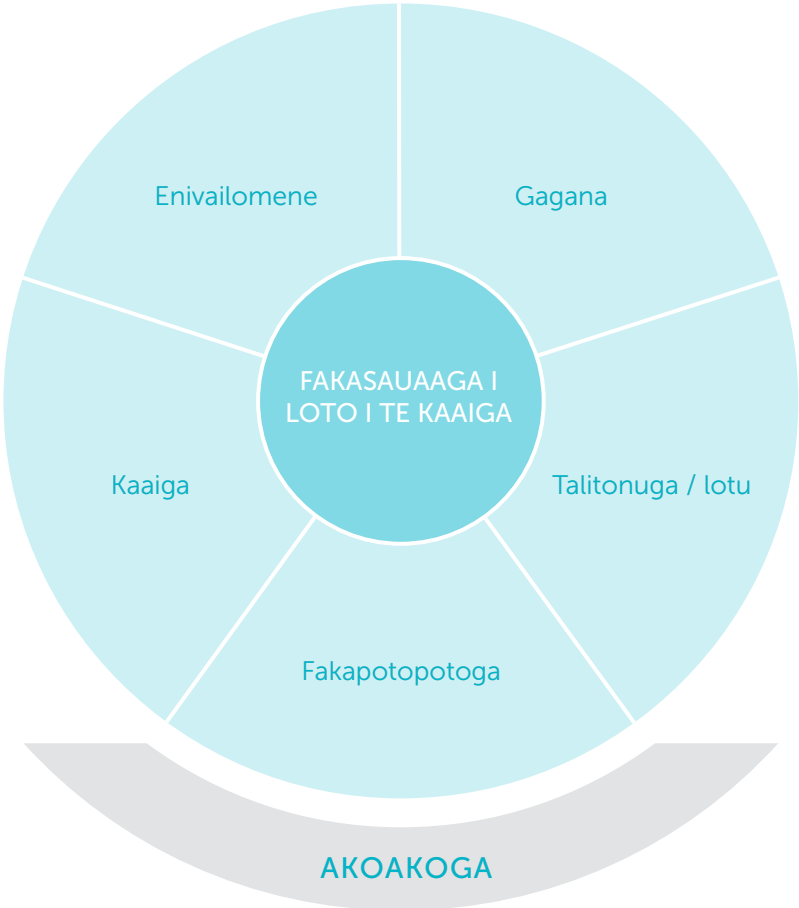 Enivailomene
Gagana
FAKASAUAAGA I
LOTO I TE KAAIGA
Kaaiga
Talitonuga / lotu
Fakapotopotoga
AKOAKOGA